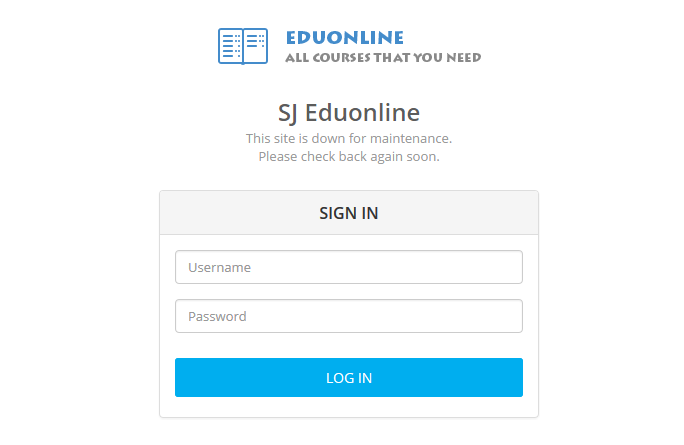 EDUONLINE
ALL COURSES THAT YOU NEED
SJ Eduonline
This site is down for maintenance.
Please check back again soon.
SIGN IN
Username
Password
LOG IN